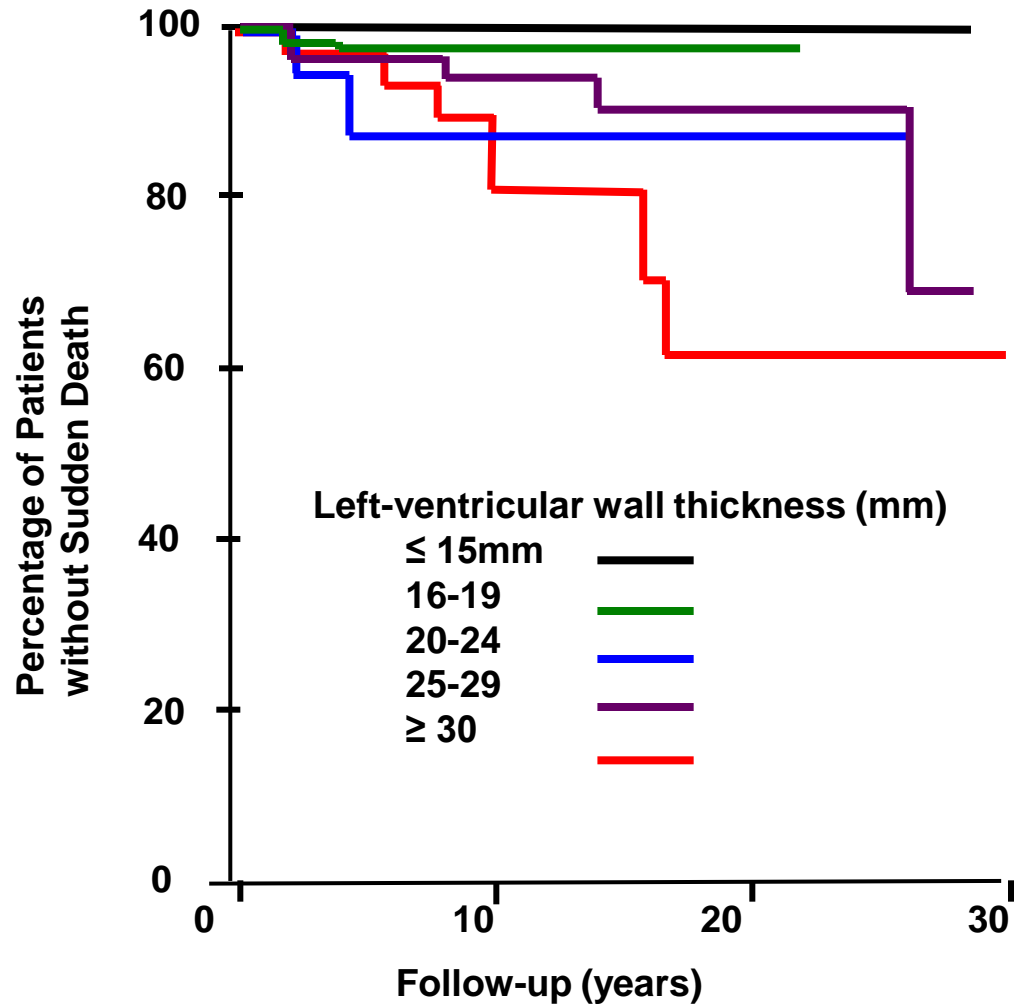 100
80
60
40
20
0
Percentage of Patients
without Sudden Death
Left-ventricular wall thickness (mm)
≤ 15mm
16-19
20-24
25-29
≥ 30
0 10 20 30
Follow-up (years)